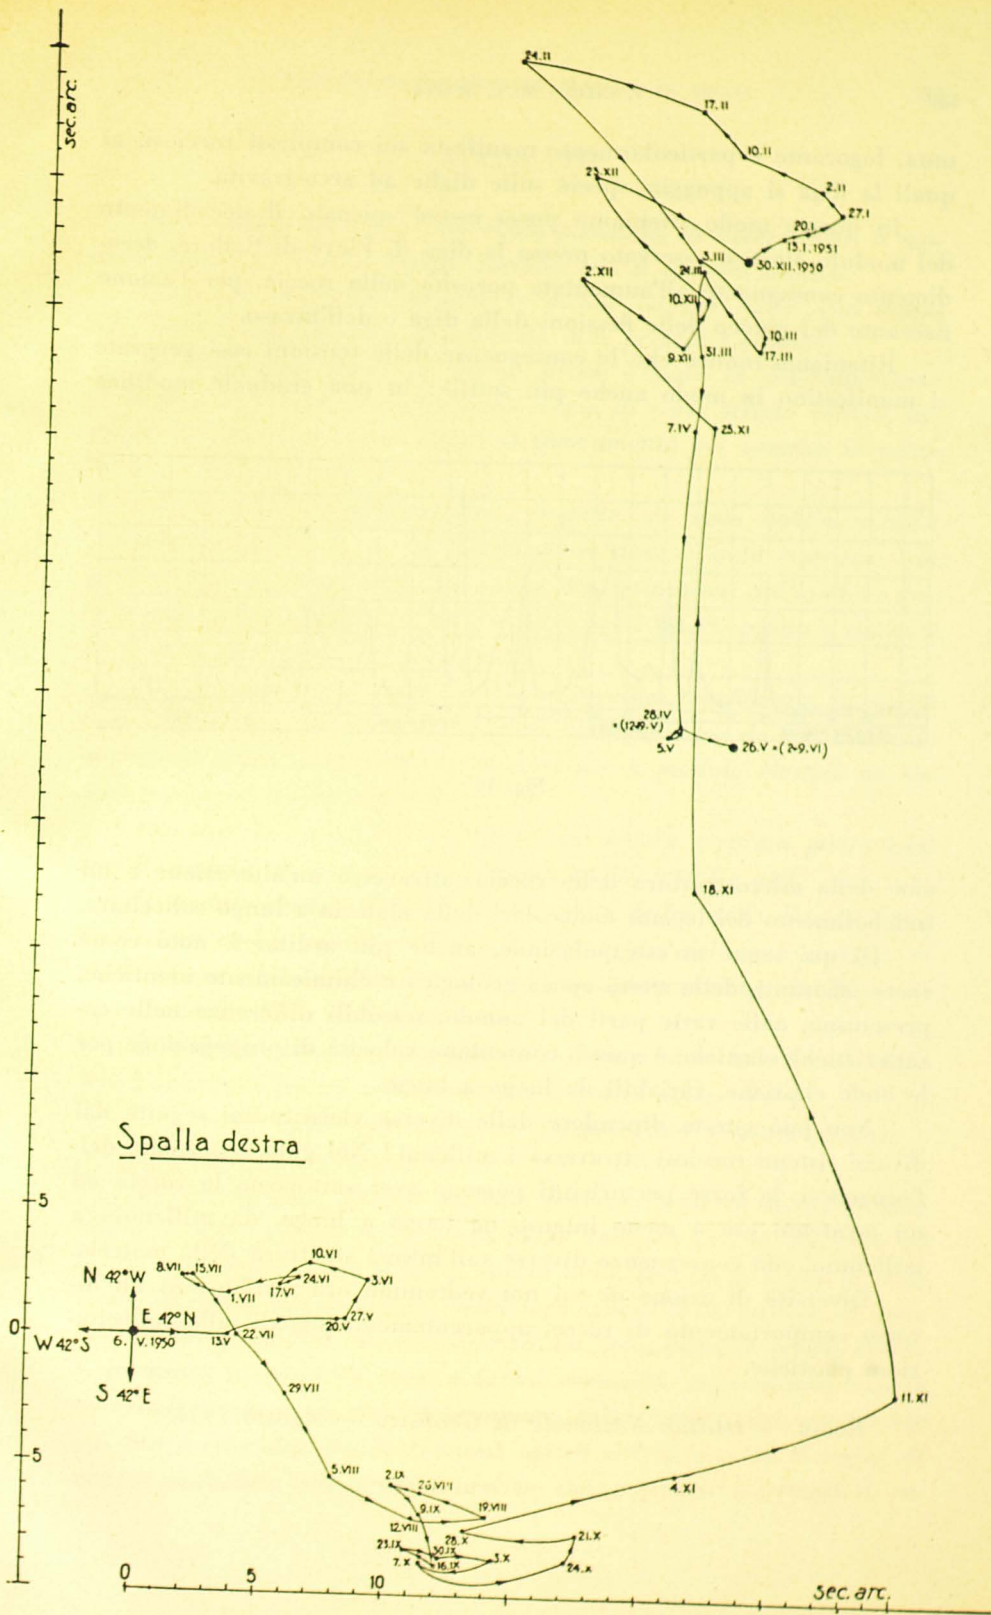 sec.arc.
24.II
17.II
10.II
23.XII
2.II
27.I
20.I
13.I.1951
30.XII.1950
3.III
2.XII
24.III
10.XII
10.III
9.XII
31.III
17.III
7.IV
25.XI
28.IV
=(12÷9.V)
5.V
26.V=(2÷9.VI)
18.XI
Spalla destra
5
10.VI
8.VII
15.VII
N 42°W
24.VI
3.VI
17.VI
1.VII
E 42°N
27.V
20.V
0
W 42°S
6.V.1950
13.V
22.VII
S 42°E
29.VII
11.XI
5
5.VIII
2.IX
26.VIII
4.XI
9.IX
19.VIII
12.VIII
28.X
21.X
23.IX
30.IX
7.X
16.IX
3.X
24.X
0
5
10
sec.arc.